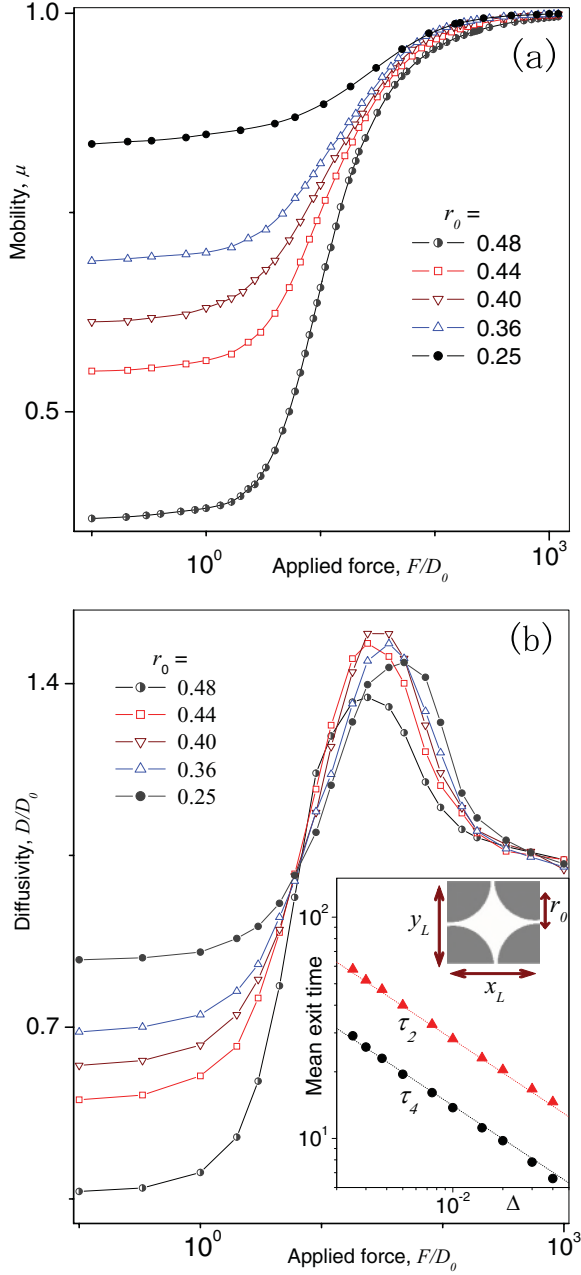 1.0
(a)
Mobility, μ
r0 =
0.48
0.44
0.40
0.36
0.25
0.5
10^0
10^3
Applied force, F/D0
(b)
1.4
r0 =
0.48
0.44
0.40
0.36
0.25
Diffusivity, D/D0
0.7
10^2
yL
r0
xL
Mean exit time
τ2
τ4
10^1
10^-2
Δ
10^0
10^3
Applied force, F/D0